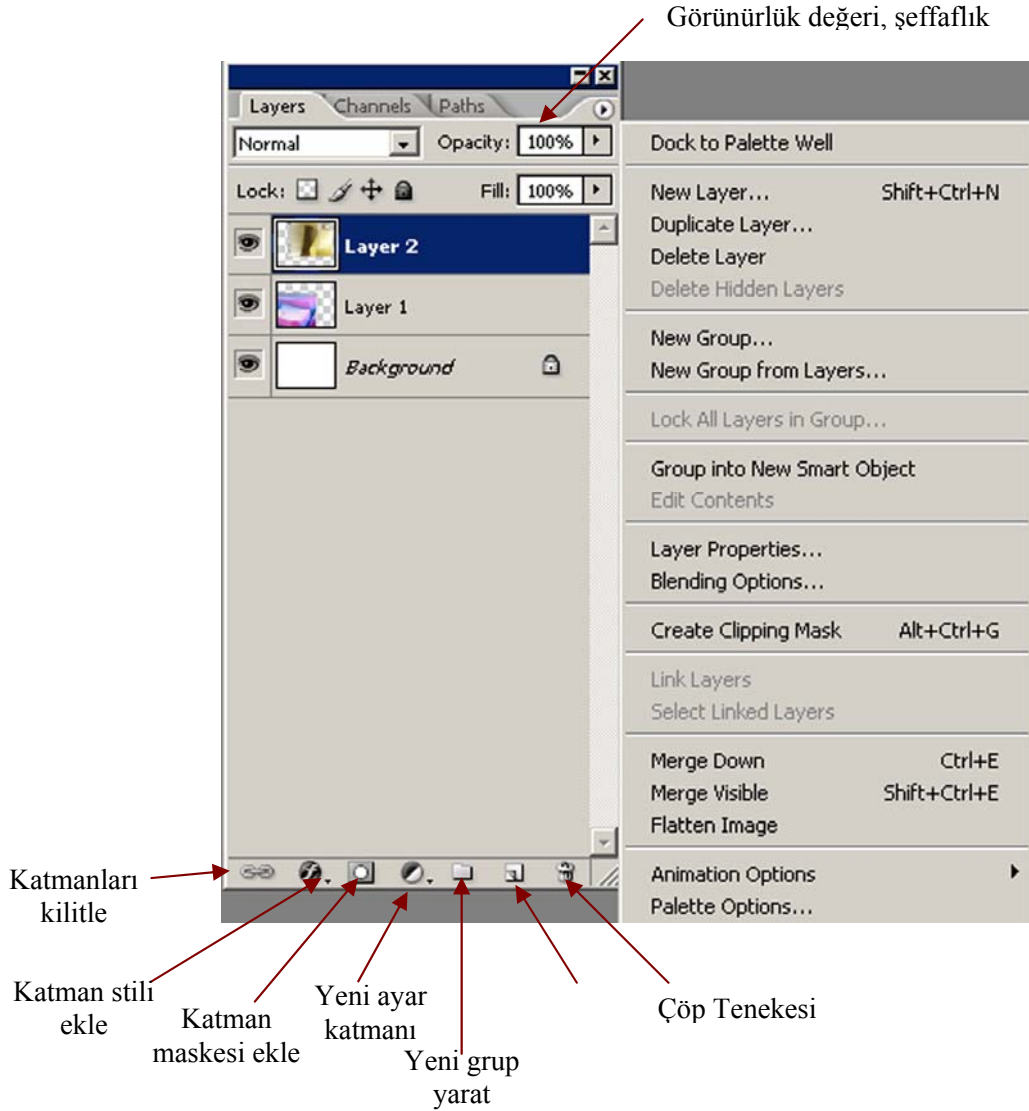 Görünürlük değeri, şeffaflık
Layers Channels Paths
Normal Opacity: 100%
Lock: Fill: 100%
Layer 2
Layer 1
Background
Dock to Palette Well
New Layer... Shift+Ctrl+N
Duplicate Layer...
Delete Layer
Delete Hidden Layers
New Group...
New Group from Layers...
Lock All Layers in Group...
Group into New Smart Object
Edit Contents
Layer Properties...
Blending Options...
Create Clipping Mask Alt+Ctrl+G
Link Layers
Select Linked Layers
Merge Down Ctrl+E
Merge Visible Shift+Ctrl+E
Flatten Image
Animation Options
Palette Options...
Katmanları
kilitle
Katman stili
ekle
Katman
maskesi ekle
Yeni ayar
katmanı
Yeni grup
yarat
Çöp Tenekesi